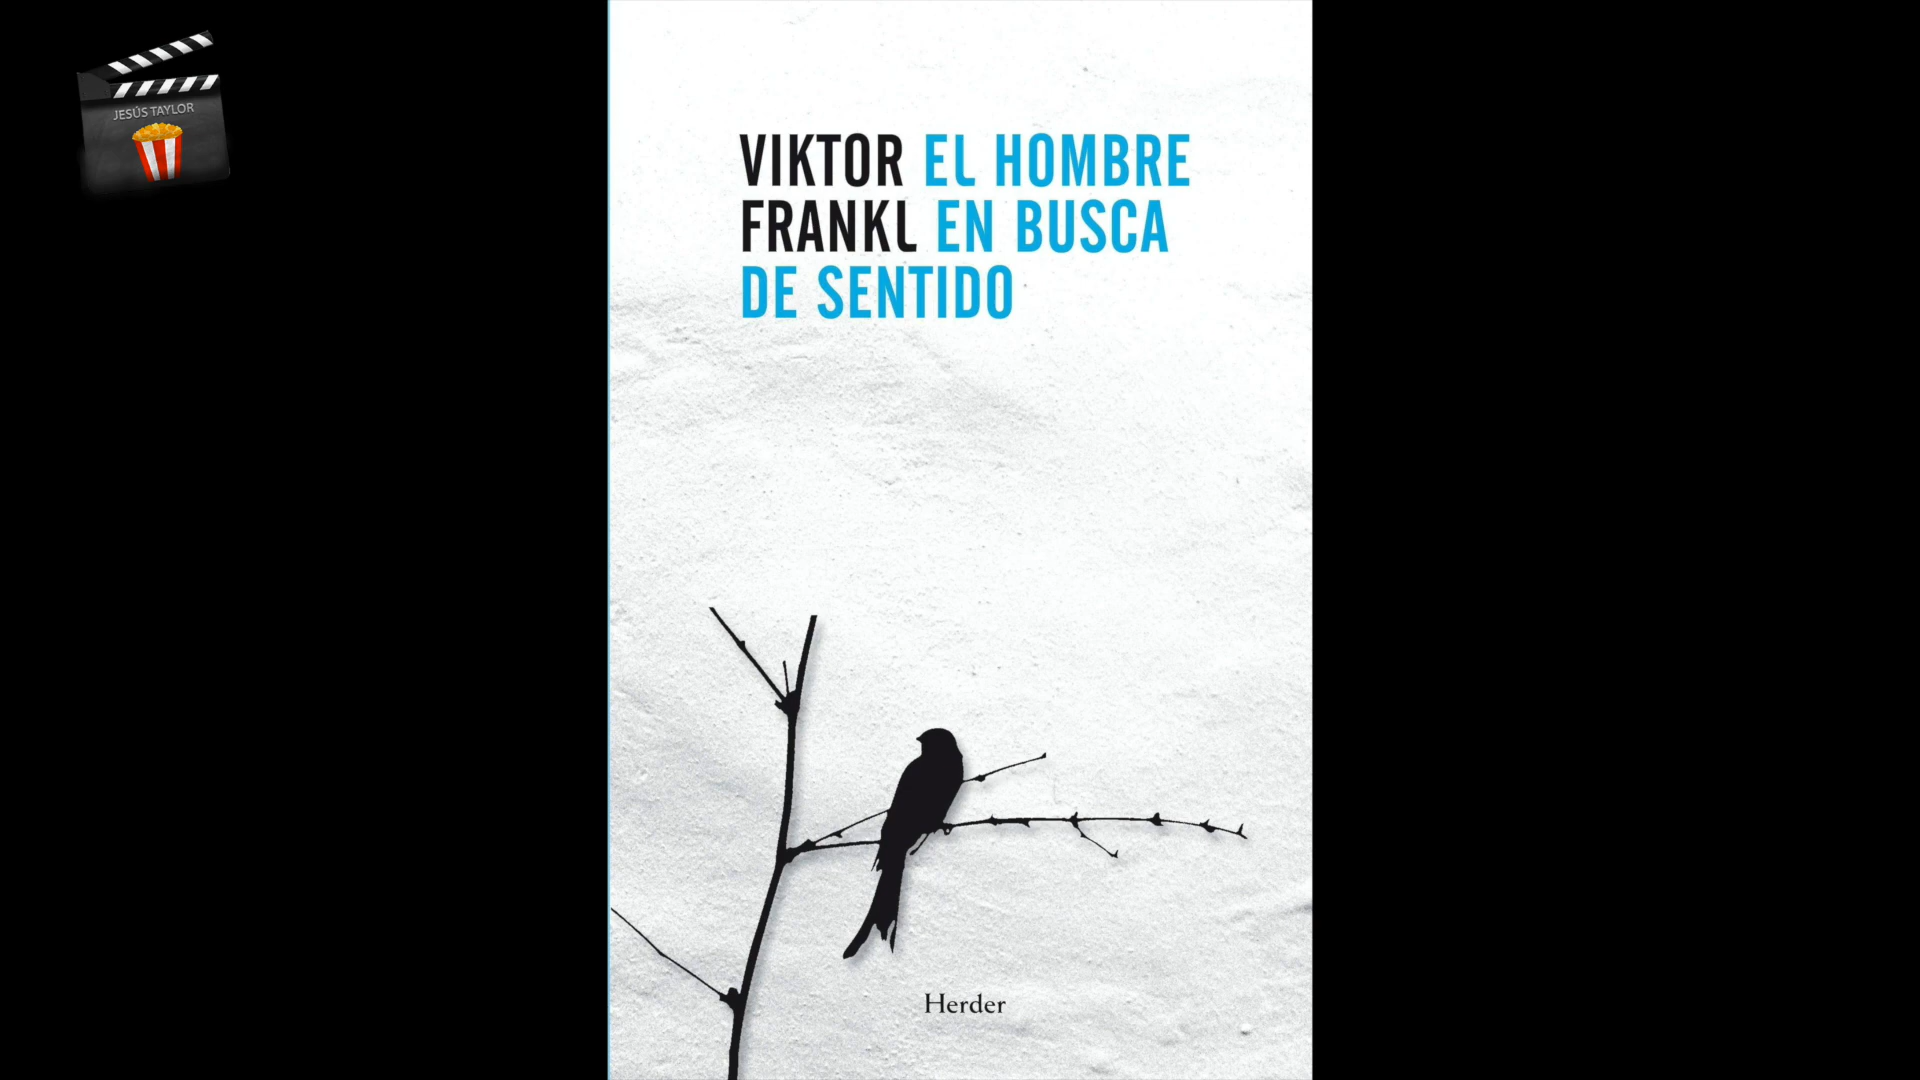 JESÚS TAYLOR
VIKTOR EL HOMBRE
FRANKL EN BUSCA
DE SENTIDO
Herder